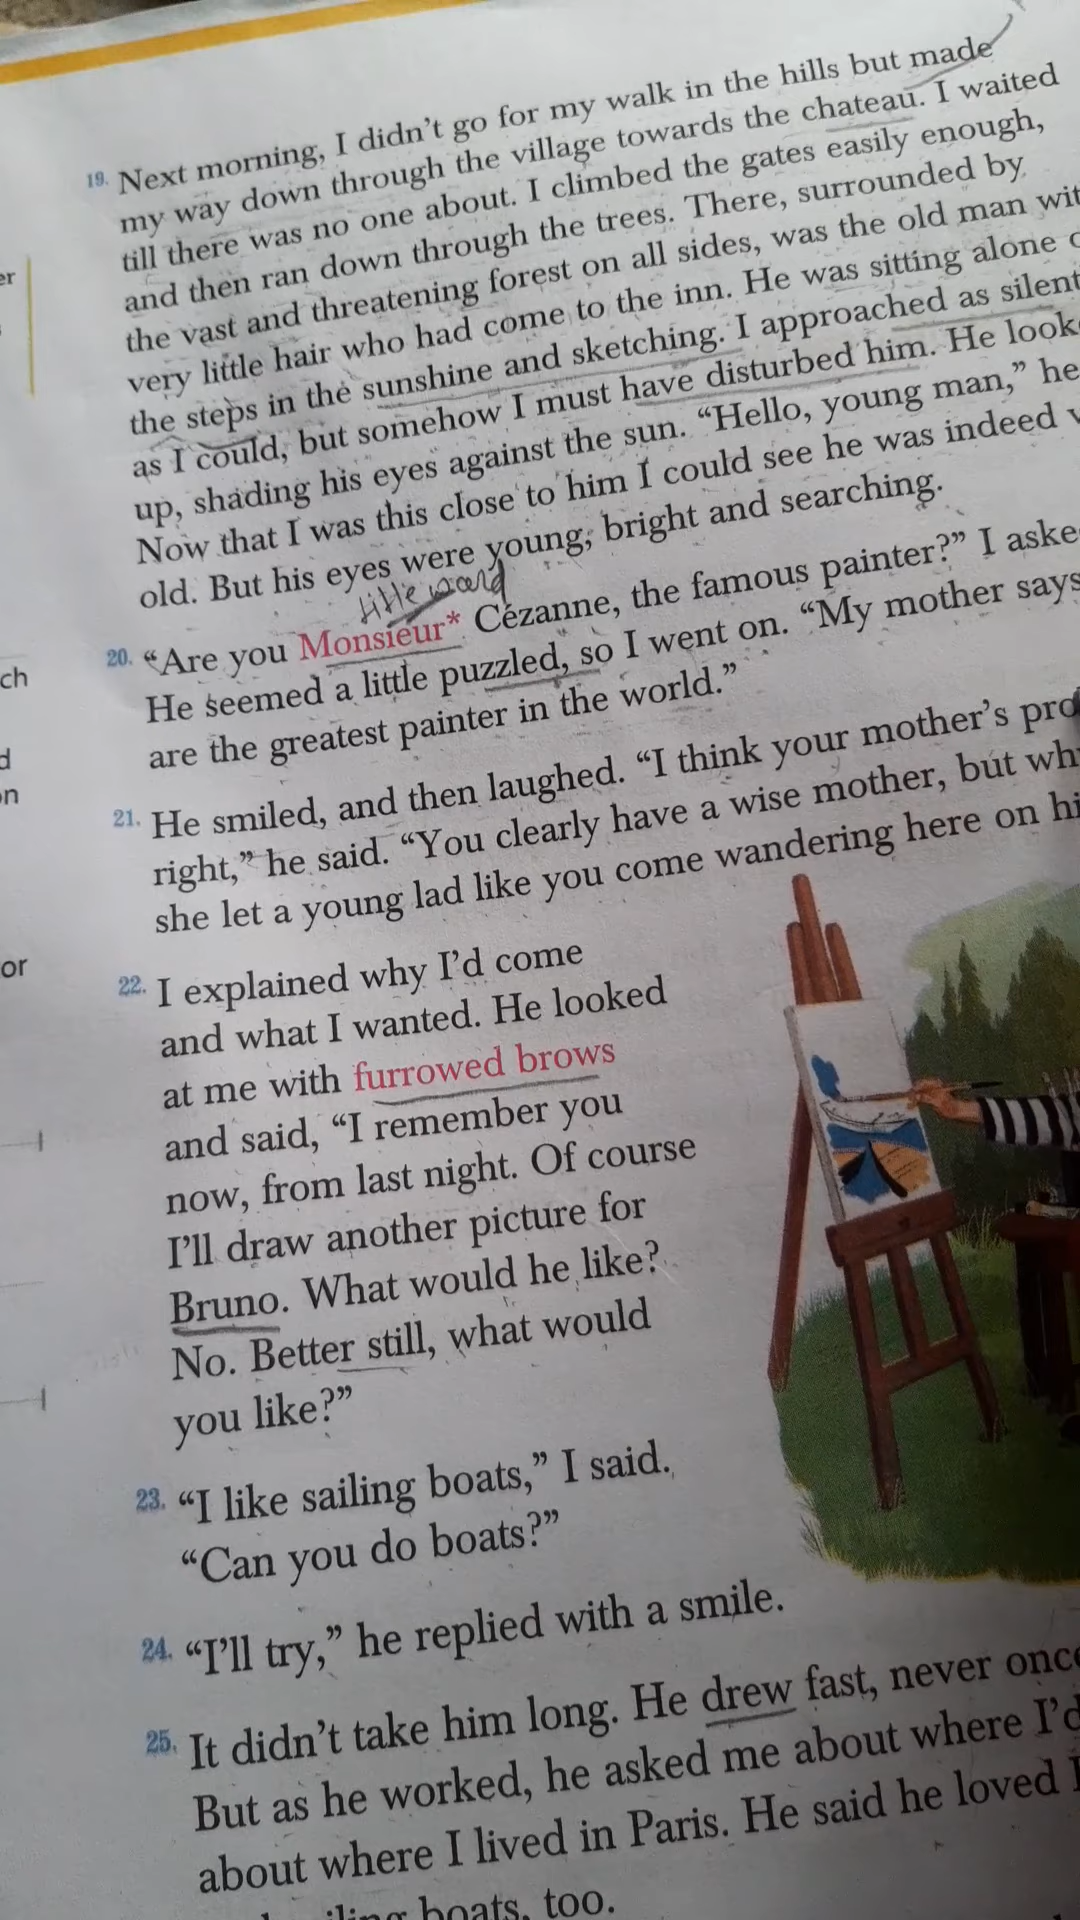 19. Next morning, I didn't go for my walk in the hills but made
my way down through the village towards the chateau. I waited
till there was no one about. I climbed the gates easily enough,
and then ran down through the trees. There, surrounded by
the vast and threatening forest on all sides, was the old man wit
very little hair who had come to the inn. He was sitting alone o
the steps in the sunshine and sketching. I approached as silent
as I could, but somehow I must have disturbed him. He look
up, shading his eyes against the sun. “Hello, young man,” he
Now that I was this close to him I could see he was indeed v
old. But his eyes were young, bright and searching.
little word
20. “Are you Monsieur* Cézanne, the famous painter?” I aske
He seemed a little puzzled, so I went on. “My mother says
are the greatest painter in the world.”
21. He smiled, and then laughed. “I think your mother's pro
right,” he said. “You clearly have a wise mother, but wh
she let a young lad like you come wandering here on hi
22. I explained why I'd come
and what I wanted. He looked
at me with furrowed brows
and said, “I remember you
now, from last night. Of course
I'll draw another picture for
Bruno. What would he like?
No. Better still, what would
you like?”
23. “I like sailing boats,” I said.
“Can you do boats?”
24. “I'll try,” he replied with a smile.
25. It didn't take him long. He drew fast, never onc
But as he worked, he asked me about where I'd
about where I lived in Paris. He said he loved
boats, too.
er
ch
d
on
or